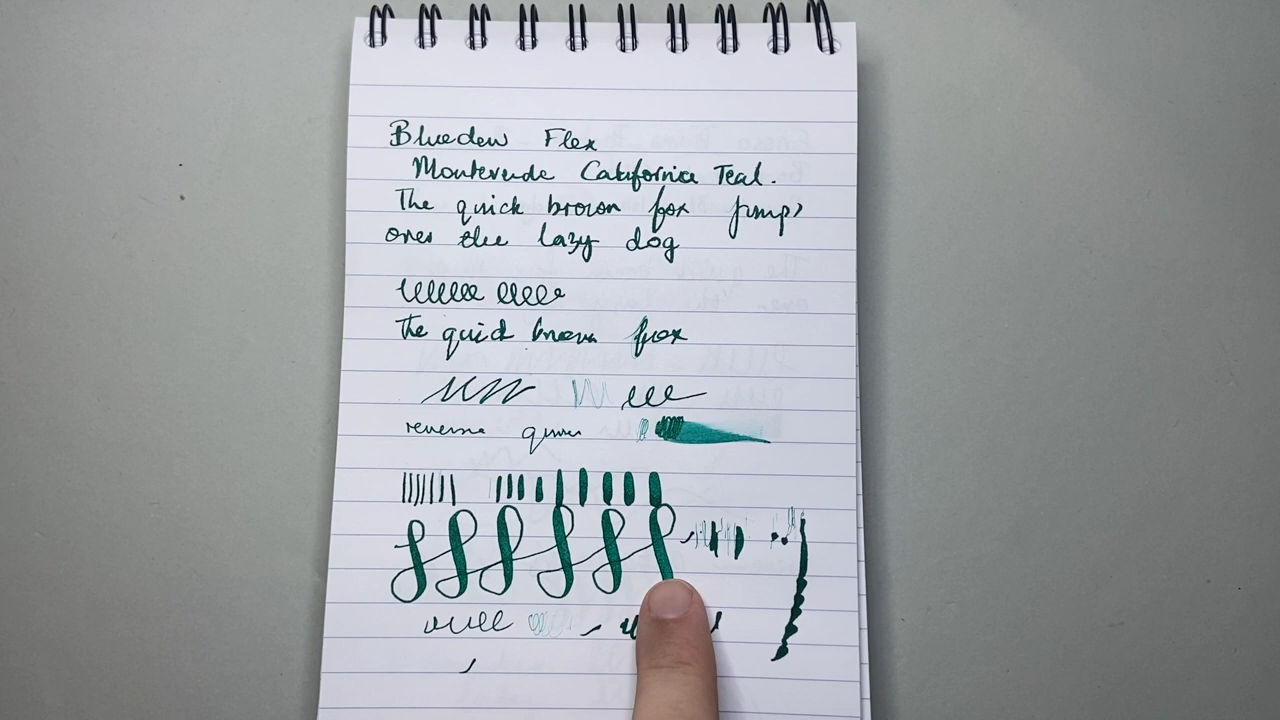 Bluedew Flex
Monteverde California Teal.
The quick brown fox jumps
over the lazy dog
The quick brown fox
reverse